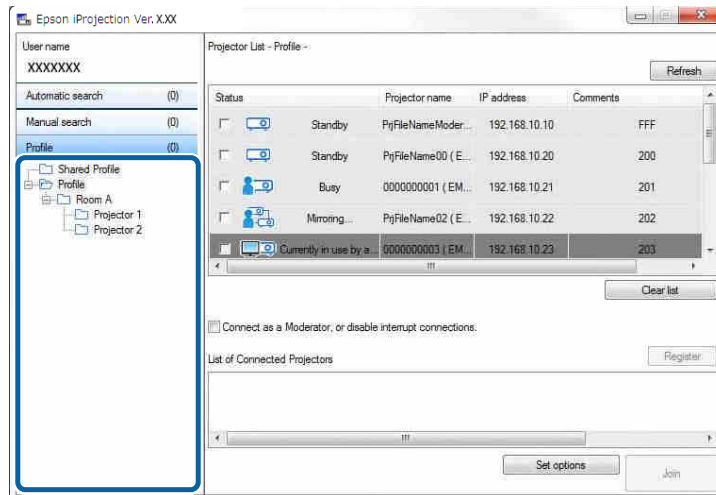 Epson iProjection Ver. X.XX
User name
XXXXXXX
Automatic search (0)
Manual search (0)
Profile (0)
Shared Profile
Profile
Room A
Projector 1
Projector 2
Projector List - Profile -
Refresh
Status Projector name IP address Comments
Standby PrjFileNameModer... 192.168.10.10 FFF
Standby PrjFileName00 ( E... 192.168.10.20 200
Busy 0000000001 ( EM... 192.168.10.21 201
Mirroring... PrjFileName02 ( E... 192.168.10.22 202
Currently in use by a... 0000000003 ( EM... 192.168.10.23 203
Clear list
Connect as a Moderator, or disable interrupt connections.
List of Connected Projectors
Register
Set options
Join